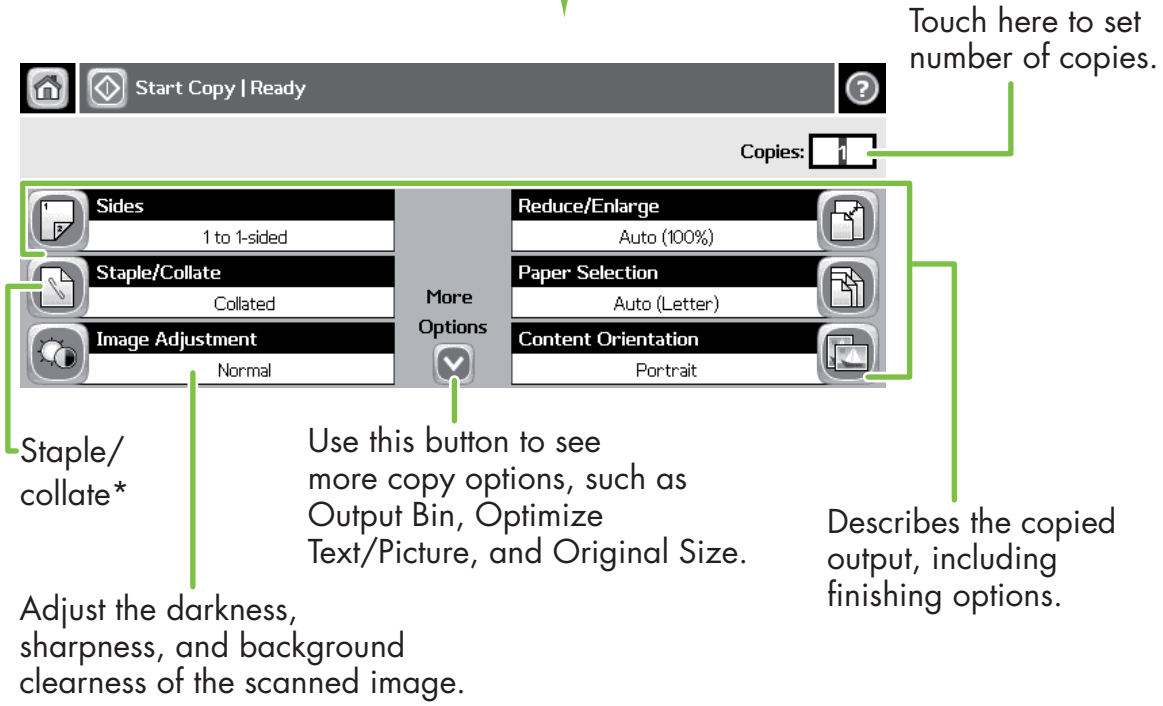 Touch here to set
number of copies.
Start Copy | Ready
?
Copies: 1
Sides
1 to 1-sided
Staple/Collate
Collated
Image Adjustment
Normal
More
Options
Reduce/Enlarge
Auto (100%)
Paper Selection
Auto (Letter)
Content Orientation
Portrait
Staple/
collate*
Use this button to see
more copy options, such as
Output Bin, Optimize
Text/Picture, and Original Size.
Describes the copied
output, including
finishing options.
Adjust the darkness,
sharpness, and background
clearness of the scanned image.
1
2